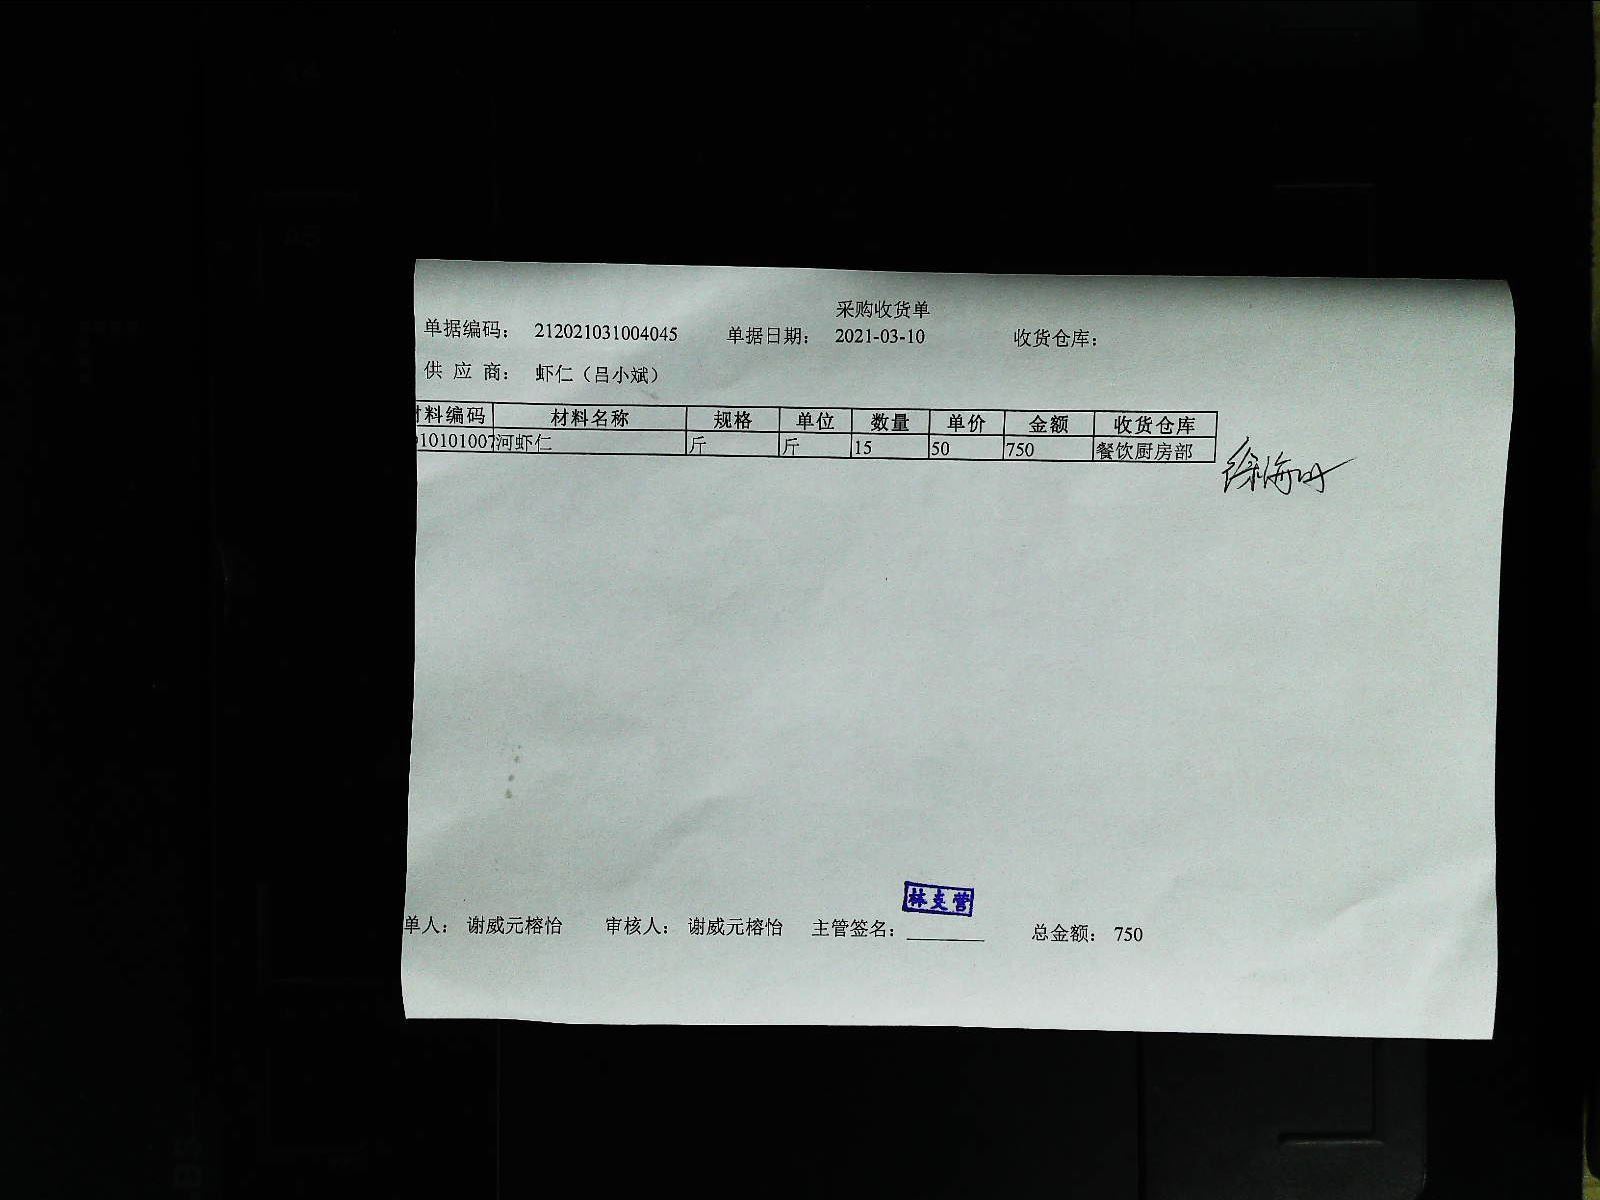 采购收货单
单据编码： 212021031004045 单据日期： 2021-03-10 收货仓库：
供 应 商： 虾仁（吕小斌）
材料编码 材料名称 规格 单位 数量 单价 金额 收货仓库
10101007 河虾仁 斤 斤 15 50 750 餐饮厨房部
林支营
单人： 谢威元榕怡 审核人： 谢威元榕怡 主管签名： 总金额： 750